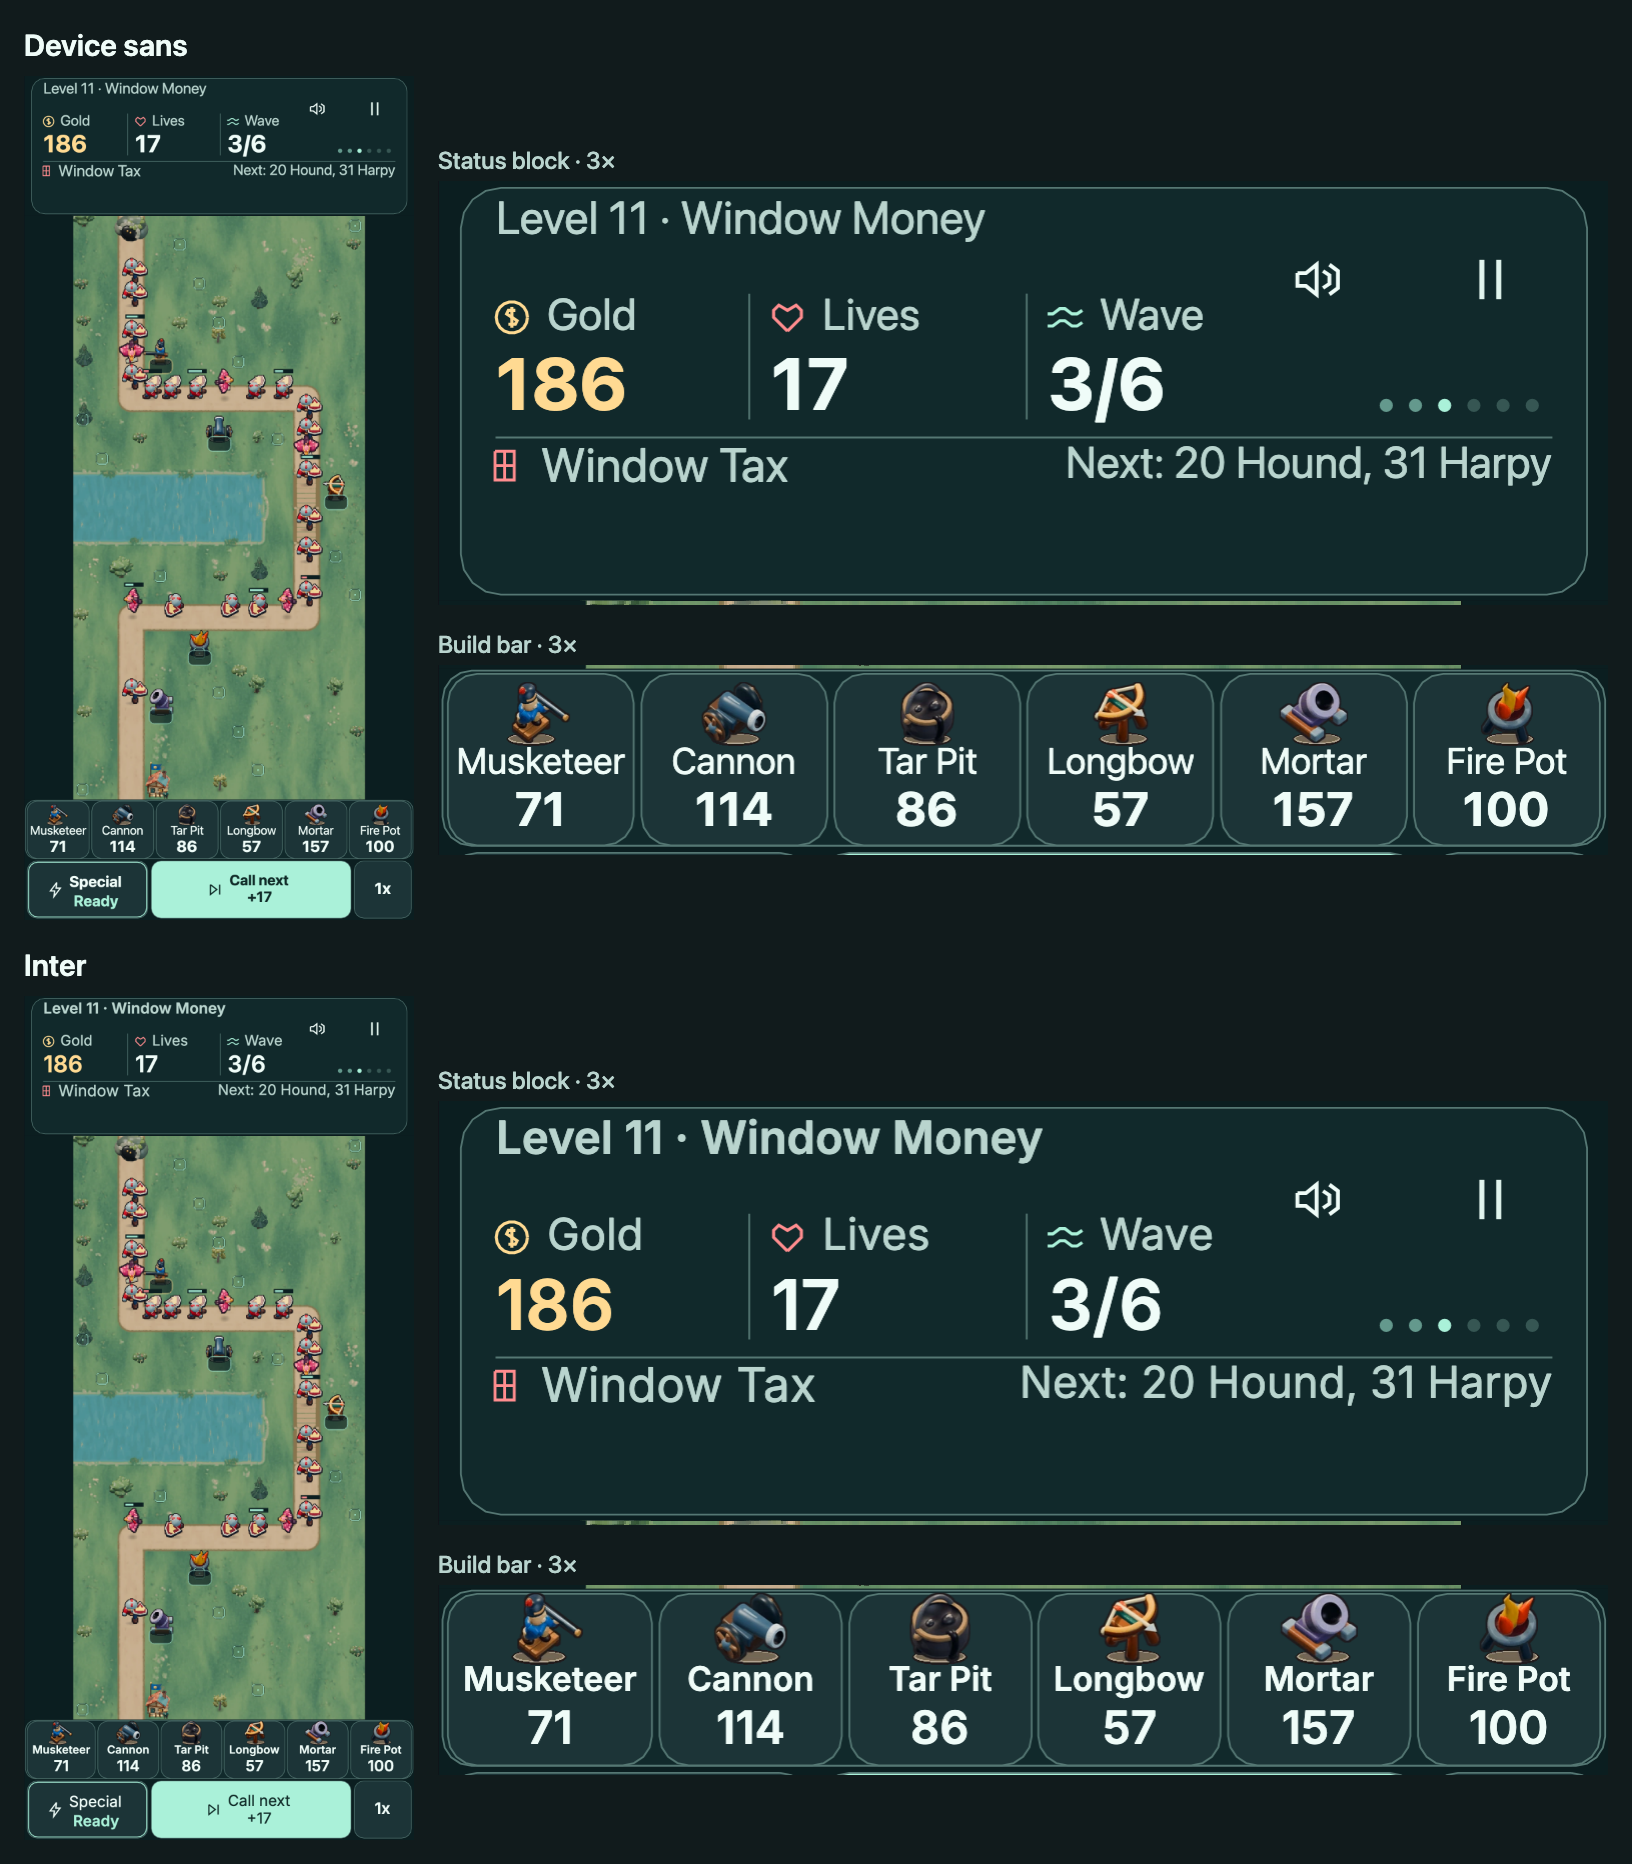 Device sans
Level 11 · Window Money
Gold Lives Wave
186 17 3/6
Window Tax Next: 20 Hound, 31 Harpy
Musketeer Cannon Tar Pit Longbow Mortar Fire Pot
71 114 86 57 157 100
Special Call next 1x
Ready +17
Status block · 3×
Level 11 · Window Money
Gold Lives Wave
186 17 3/6
Window Tax Next: 20 Hound, 31 Harpy
Build bar · 3×
Musketeer Cannon Tar Pit Longbow Mortar Fire Pot
71 114 86 57 157 100
Inter
Level 11 · Window Money
Gold Lives Wave
186 17 3/6
Window Tax Next: 20 Hound, 31 Harpy
Musketeer Cannon Tar Pit Longbow Mortar Fire Pot
71 114 86 57 157 100
Special Call next 1x
Ready +17
Status block · 3×
Level 11 · Window Money
Gold Lives Wave
186 17 3/6
Window Tax Next: 20 Hound, 31 Harpy
Build bar · 3×
Musketeer Cannon Tar Pit Longbow Mortar Fire Pot
71 114 86 57 157 100